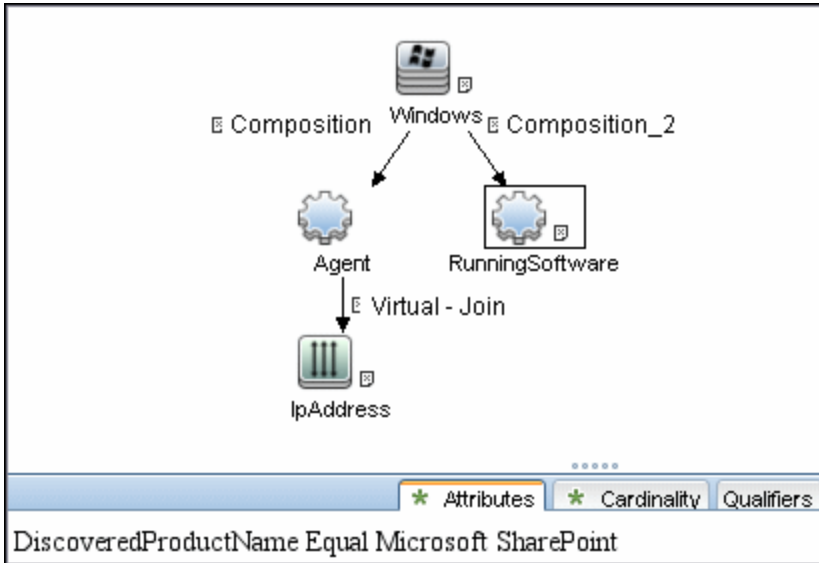 Windows
Composition
Composition_2
Agent
RunningSoftware
Virtual - Join
IpAddress
Attributes
Cardinality
Qualifiers
DiscoveredProductName Equal Microsoft SharePoint